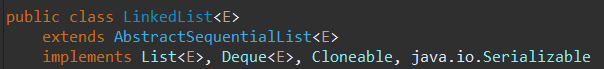 public class LinkedList<E>
    extends AbstractSequentialList<E>
    implements List<E>, Deque<E>, Cloneable, java.io.Serializable